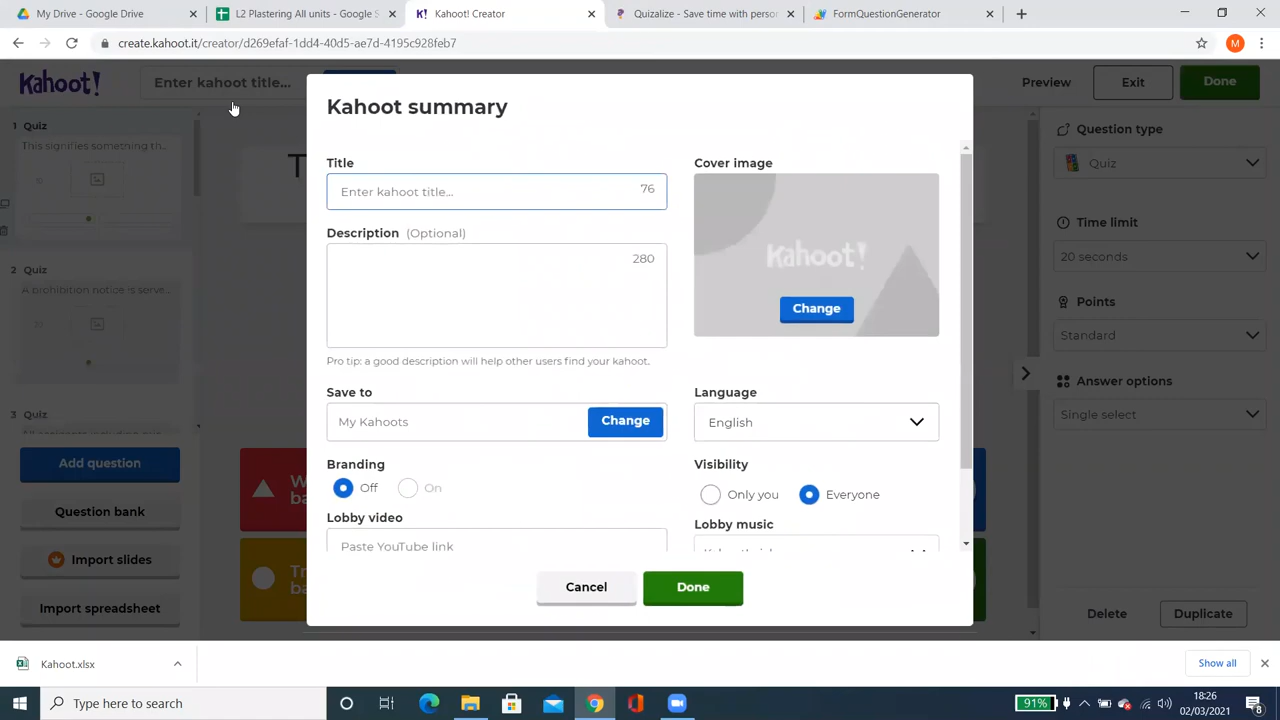 My Drive - Google Drive
L2 Plastering All units - Google S
K! Kahoot! Creator
Quizalize - Save time with person
FormQuestionGenerator
create.kahoot.it/creator/d269efaf-1dd4-40d5-ae7d-4195c928feb7
M
Kahoot!
Enter kahoot title...
Preview
Exit
Done
1 Quiz
This signifies something th..
2 Quiz
A prohibition notice is serve..
3 Quiz
Add question
Question bank
Import slides
Import spreadsheet
Kahoot summary
Title
Enter kahoot title...
76
Description (Optional)
280
Pro tip: a good description will help other users find your kahoot.
Save to
My Kahoots
Change
Branding
Off
On
Lobby video
Paste YouTube link
Cover image
Kahoot!
Change
Language
English
Visibility
Only you
Everyone
Lobby music
Cancel
Done
Question type
Quiz
Time limit
20 seconds
Points
Standard
Answer options
Single select
Delete
Duplicate
Kahoot.xlsx
Show all
Type here to search
91%
18:26
02/03/2021
8